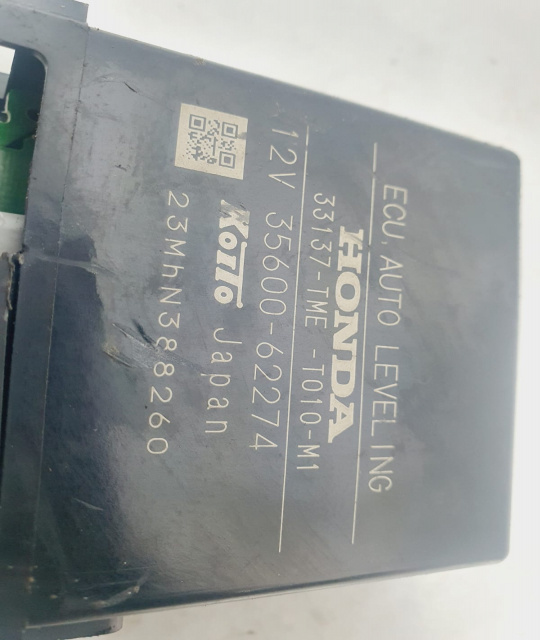 ECU, AUTO LEVELING
HONDA
33137-TME -T010-M1
12V 35600-62274
KOITO Japan
23MhN388260